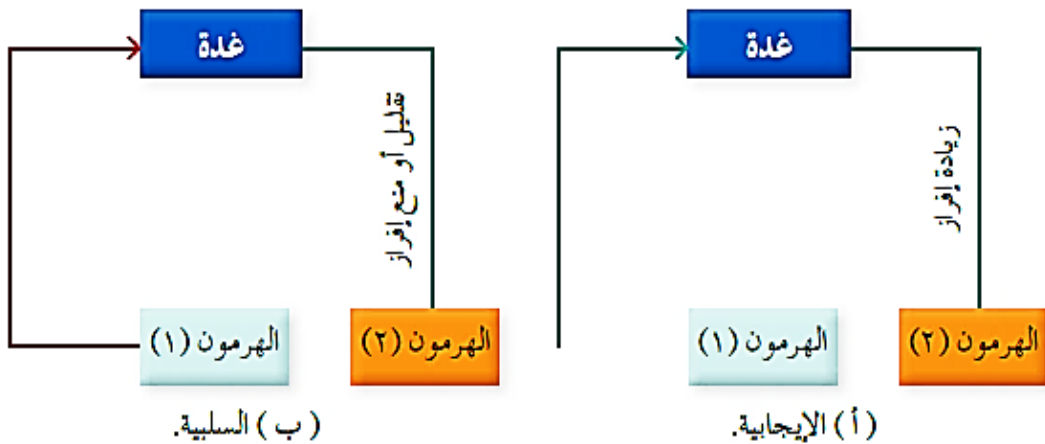 غدة
زيادة إفراز
الهرمون (١)
الهرمون (٢)
( أ ) الإيجابية.
غدة
تقليل أو منع إفراز
الهرمون (١)
الهرمون (٢)
( ب ) السلبية.